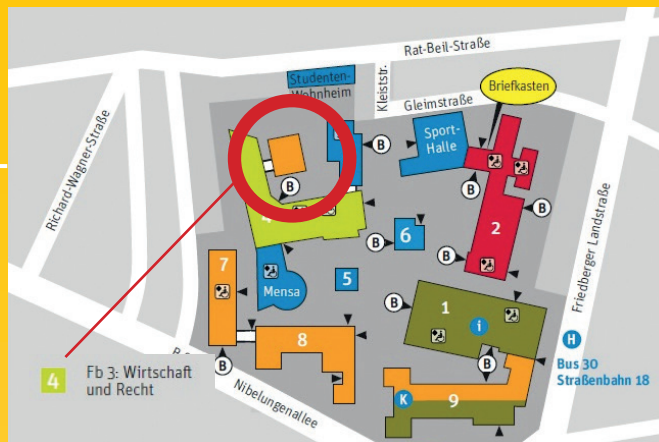 Rat-Beil-Straße
Studenten-
Wohnheim
Kleiststr.
Gleimstraße
Briefkasten
Richard-Wagner-Straße
Sport-
Halle
B
B
B
B
B
4
6
B
2
B
7
Mensa
5
Friedberger Landstraße
B
1
i
H
Bus 30
Straßenbahn 18
8
B
B
K
9
Nibelungenallee
4
Fb 3: Wirtschaft
und Recht